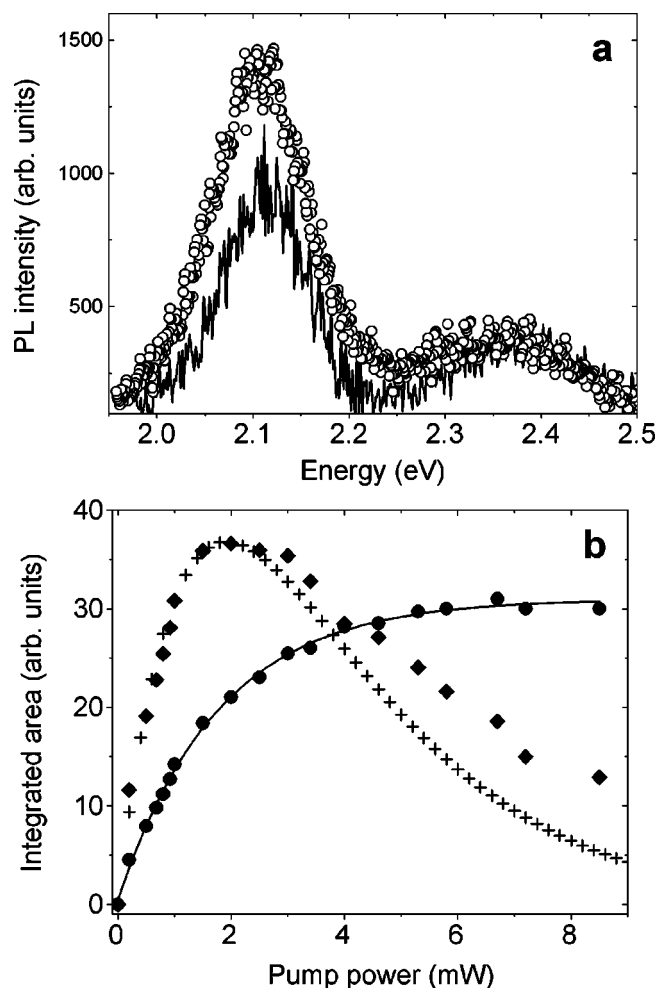 1500
a
1000
500
PL intensity (arb. units)
2.0 2.1 2.2 2.3 2.4 2.5
Energy (eV)
40
b
30
20
10
0
Integrated area (arb. units)
0 2 4 6 8
Pump power (mW)